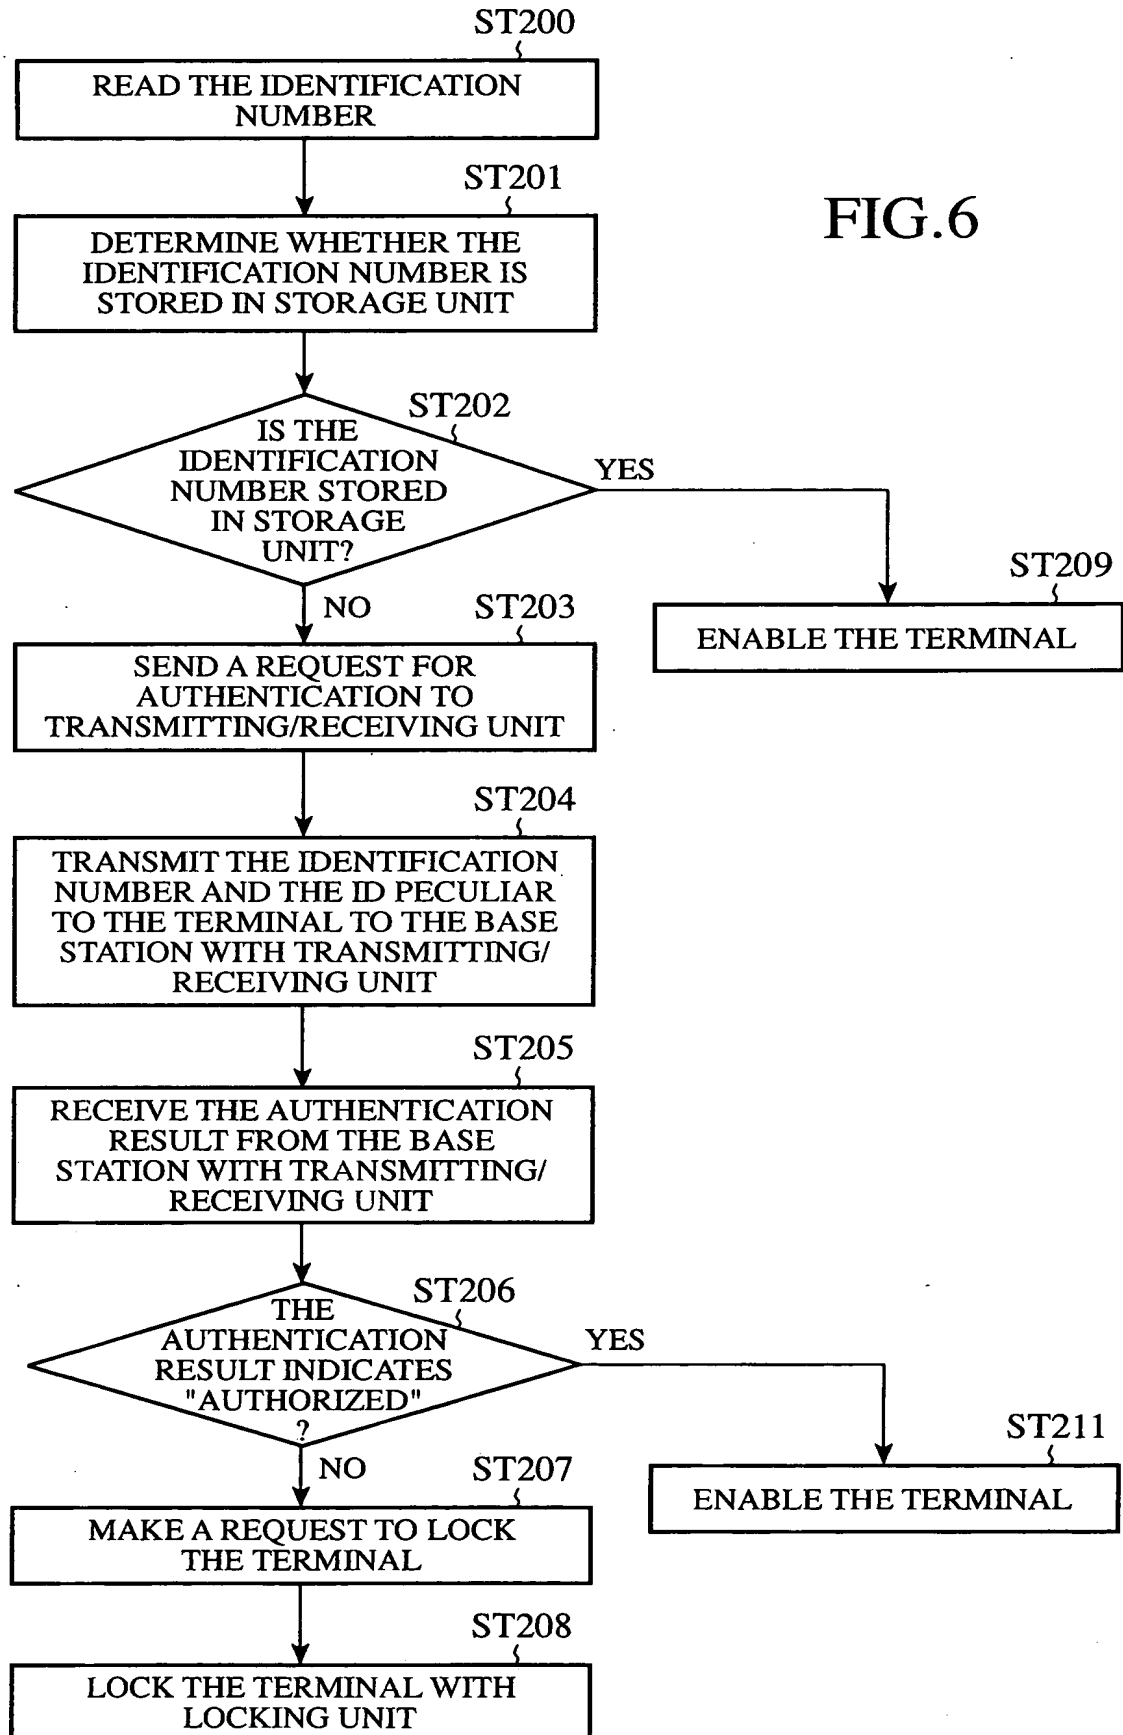 ST200
READ THE IDENTIFICATION
NUMBER
ST201
FIG.6
DETERMINE WHETHER THE
IDENTIFICATION NUMBER IS
STORED IN STORAGE UNIT
ST202
IS THE
IDENTIFICATION
NUMBER STORED
IN STORAGE
UNIT?
YES
NO
ST209
ENABLE THE TERMINAL
ST203
SEND A REQUEST FOR
AUTHENTICATION TO
TRANSMITTING/RECEIVING UNIT
ST204
TRANSMIT THE IDENTIFICATION
NUMBER AND THE ID PECULIAR
TO THE TERMINAL TO THE BASE
STATION WITH TRANSMITTING/
RECEIVING UNIT
ST205
RECEIVE THE AUTHENTICATION
RESULT FROM THE BASE
STATION WITH TRANSMITTING/
RECEIVING UNIT
ST206
THE
AUTHENTICATION
RESULT INDICATES
"AUTHORIZED"
?
YES
NO
ST211
ENABLE THE TERMINAL
ST207
MAKE A REQUEST TO LOCK
THE TERMINAL
ST208
LOCK THE TERMINAL WITH
LOCKING UNIT